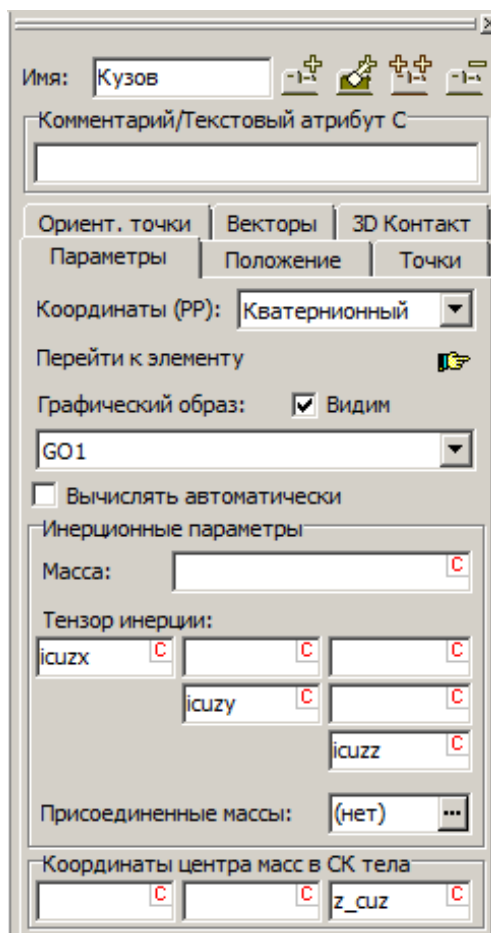 Имя: Кузов
Комментарий/Текстовый атрибут C
Ориент. точки Векторы 3D Контакт
Параметры Положение Точки
Координаты (PP): Кватернионный
Перейти к элементу
Графический образ: Видим
GO1
Вычислять автоматически
Инерционные параметры
Масса: C
Тензор инерции:
icuzx C C C
icuzy C C
icuzz C
Присоединенные массы: (нет) ...
Координаты центра масс в СК тела
C C z_cuz C